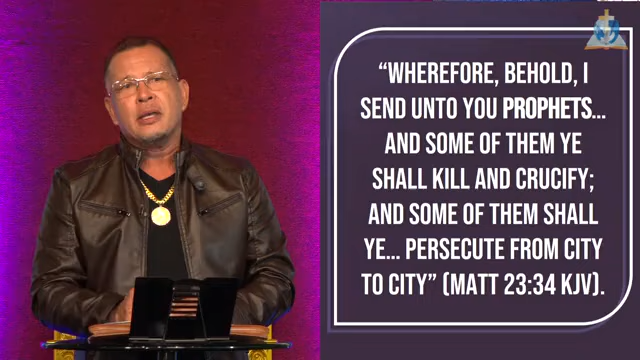 “WHEREFORE, BEHOLD, I
SEND UNTO YOU PROPHETS...
AND SOME OF THEM YE
SHALL KILL AND CRUCIFY;
AND SOME OF THEM SHALL
YE... PERSECUTE FROM CITY
TO CITY” (MATT 23:34 KJV).